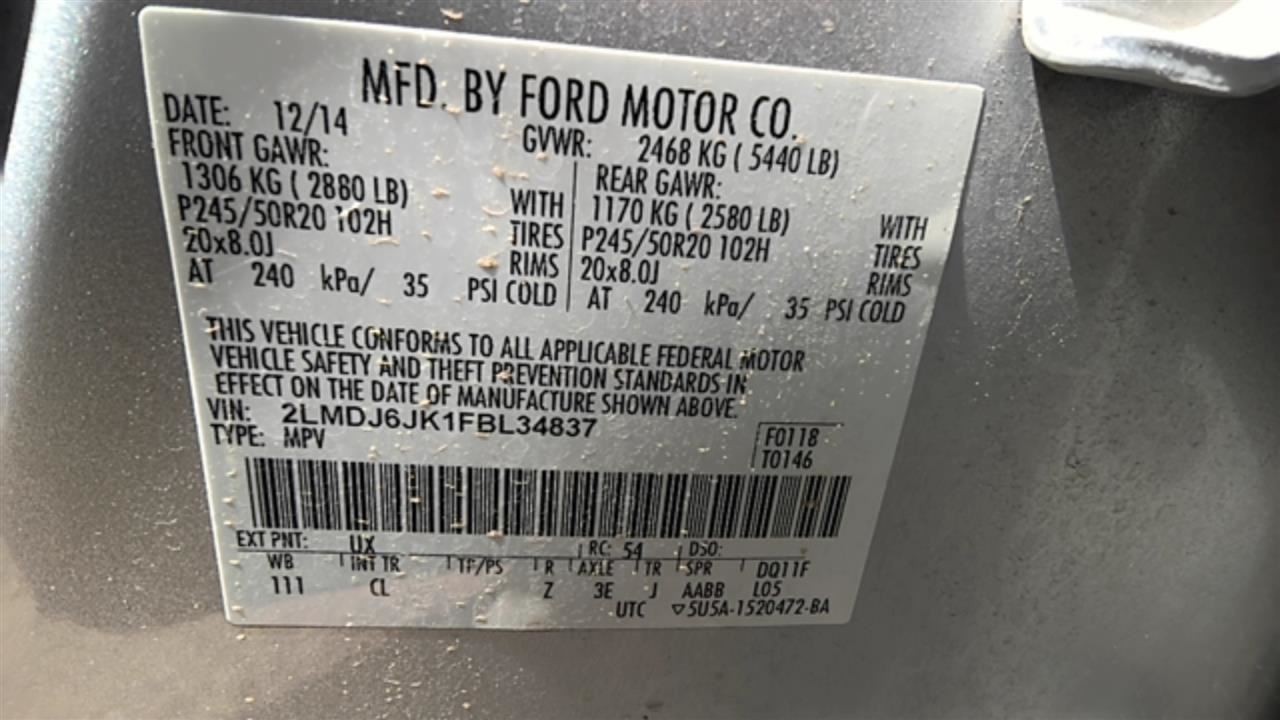 MFD. BY FORD MOTOR CO.
DATE: 12/14 GVWR: 2468 KG ( 5440 LB)
FRONT GAWR: REAR GAWR:
1306 KG ( 2880 LB) WITH 1170 KG ( 2580 LB) WITH
P245/50R20 102H TIRES P245/50R20 102H TIRES
20x8.0J RIMS 20x8.0J RIMS
AT 240 kPa/ 35 PSI COLD AT 240 kPa/ 35 PSI COLD
THIS VEHICLE CONFORMS TO ALL APPLICABLE FEDERAL MOTOR
VEHICLE SAFETY AND THEFT PREVENTION STANDARDS IN
EFFECT ON THE DATE OF MANUFACTURE SHOWN ABOVE.
VIN: 2LMDJ6JK1FBL34837
TYPE: MPV
F0118
T0146
EXT PNT: UX RC: 54 DSO:
WB INT TR TP/PS R AXLE TR SPR DQ11F
111 CL Z 3E J AABB L05
UTC ▽5U5A-1520472-BA